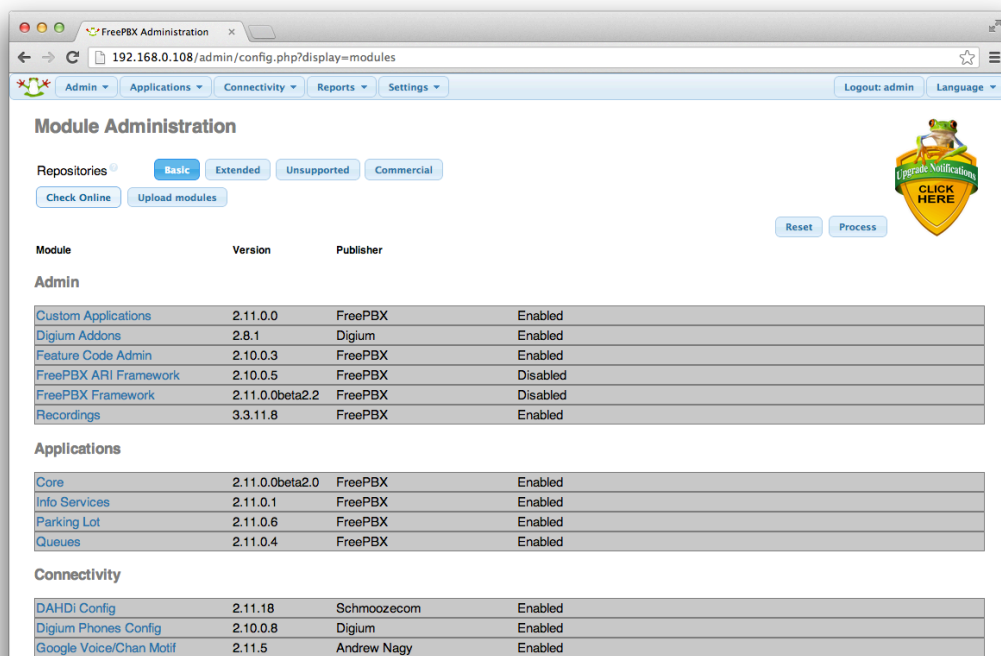 FreePBX Administration
192.168.0.108/admin/config.php?display=modules
Admin Applications Connectivity Reports Settings Logout: admin Language
Module Administration
Repositories Basic Extended Unsupported Commercial
Check Online Upload modules
Upgrade Notifications
CLICK
HERE
Reset Process
Module Version Publisher
Admin
Custom Applications 2.11.0.0 FreePBX Enabled
Digium Addons 2.8.1 Digium Enabled
Feature Code Admin 2.10.0.3 FreePBX Enabled
FreePBX ARI Framework 2.10.0.5 FreePBX Disabled
FreePBX Framework 2.11.0.0beta2.2 FreePBX Disabled
Recordings 3.3.11.8 FreePBX Enabled
Applications
Core 2.11.0.0beta2.0 FreePBX Enabled
Info Services 2.11.0.1 FreePBX Enabled
Parking Lot 2.11.0.6 FreePBX Enabled
Queues 2.11.0.4 FreePBX Enabled
Connectivity
DAHDi Config 2.11.18 Schmoozecom Enabled
Digium Phones Config 2.10.0.8 Digium Enabled
Google Voice/Chan Motif 2.11.5 Andrew Nagy Enabled